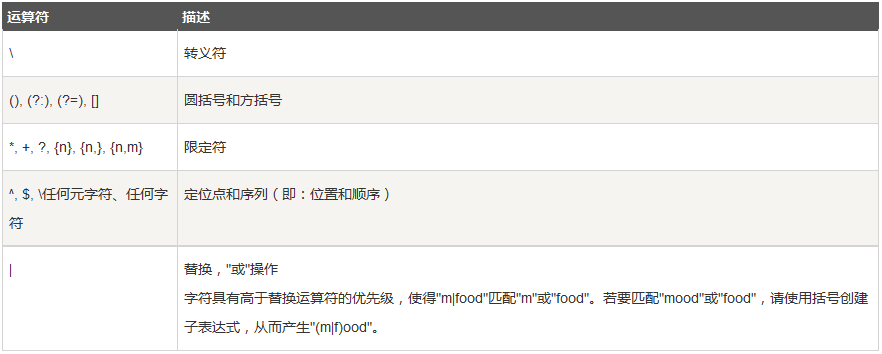 运算符 描述
\ 转义符
(), (?:), (?=), [] 圆括号和方括号
*, +, ?, {n}, {n,}, {n,m} 限定符
^, $, \任何元字符、任何字 定位点和序列（即：位置和顺序）
符
| 替换，"或"操作
字符具有高于替换运算符的优先级，使得"m|food"匹配"m"或"food"。若要匹配"mood"或"food"，请使用括号创建
子表达式，从而产生"(m|f)ood"。